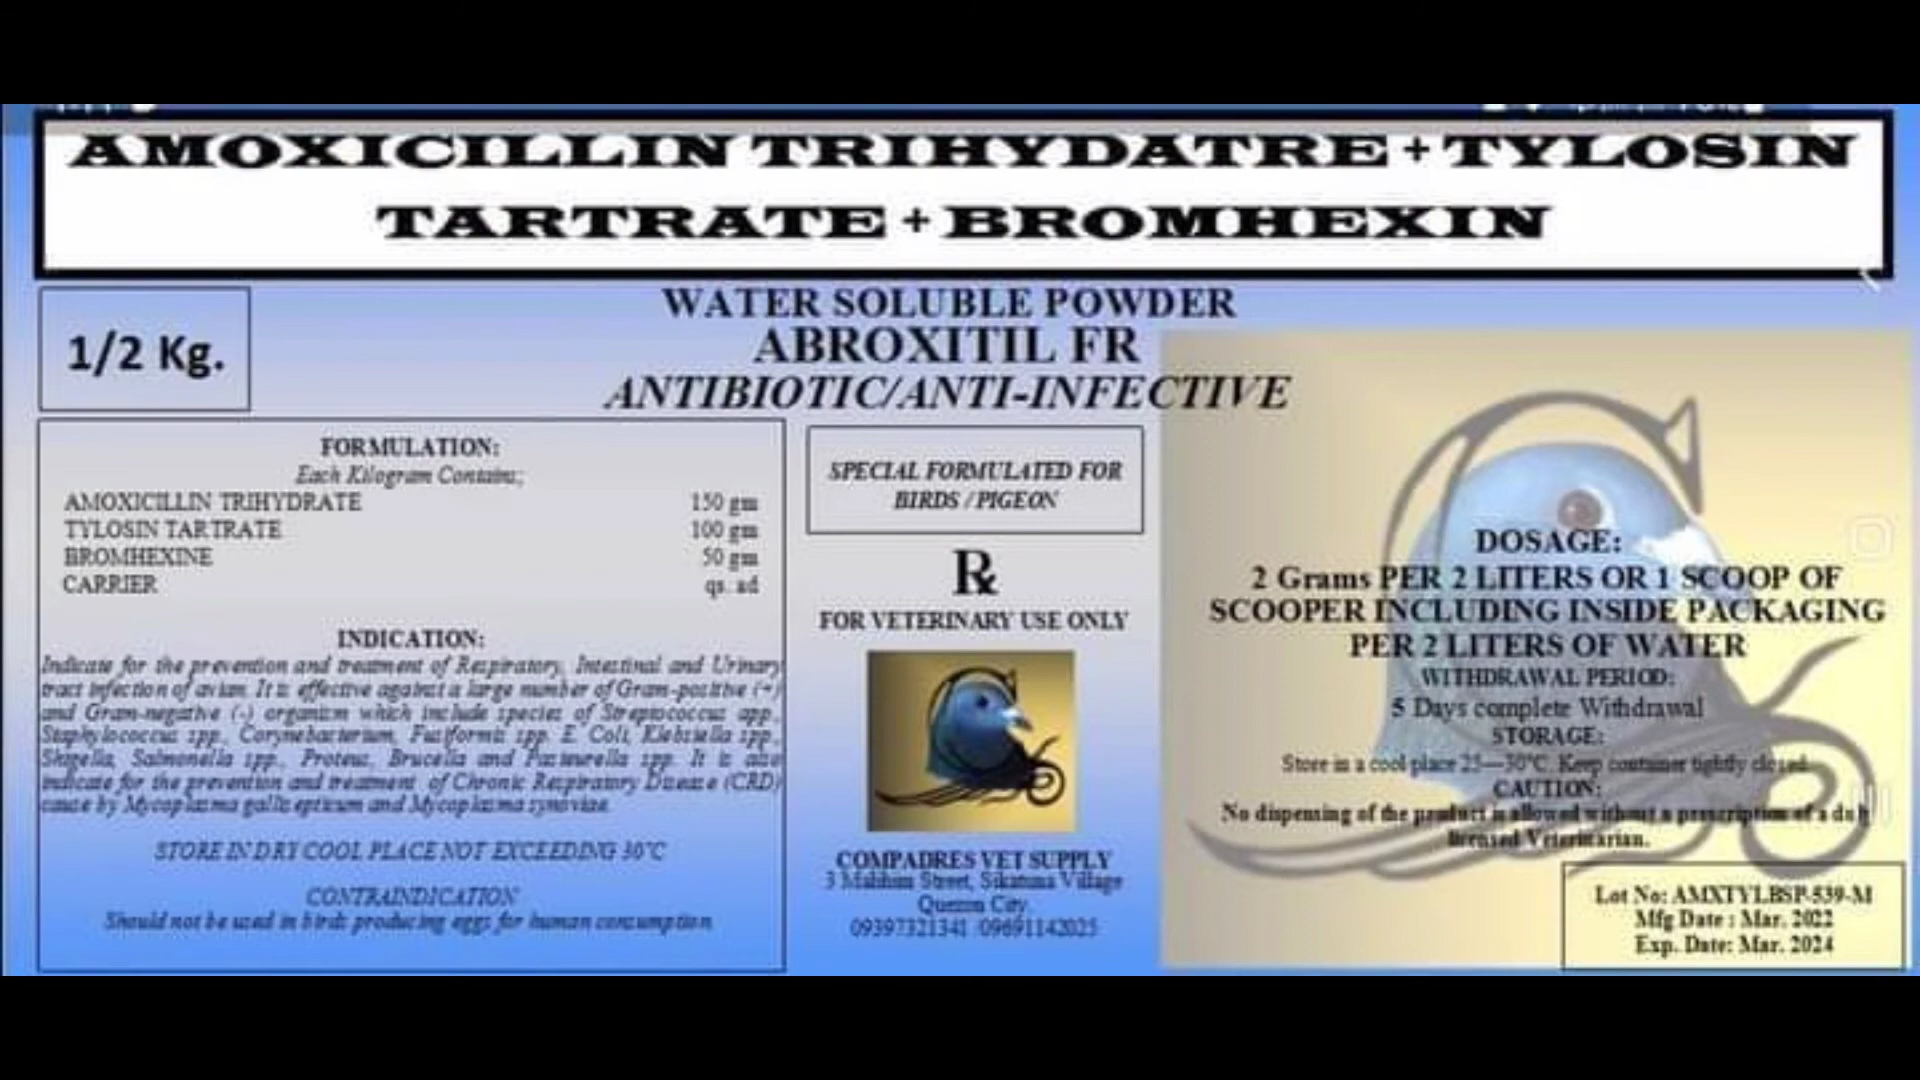 AMOXICILLIN TRIHYDATRE + TYLOSIN
TARTRATE + BROMHEXIN
WATER SOLUBLE POWDER
ABROXITIL FR
ANTIBIOTIC/ANTI-INFECTIVE
1/2 Kg.
FORMULATION:
Each Kilogram Contains;
AMOXICILLIN TRIHYDRATE 150 gm
TYLOSIN TARTRATE 100 gm
BROMHEXINE 50 gm
CARRIER qs. ad
INDICATION:
Indicate for the prevention and treatment of Respiratory, Intestinal and Urinary
tract infection of avian. It is effective against a large number of Gram-positive (+)
and Gram-negative (-) organism which include species of Streptococcus app.,
Staphylococcus spp., Corynebacterium, Fusiformis spp. E. Coli, Klebsiella spp.,
Shigella, Salmonella spp., Proteus, Brucella and Pasteurella spp. It is also
indicate for the prevention and treatment of Chronic Respiratory Disease (CRD)
cause by Mycoplasma gallisepticum and Mycoplasma synoviae.
STORE IN DRY COOL PLACE NOT EXCEEDING 30°C
CONTRAINDICATION
Should not be used in birds producing eggs for human consumption
SPECIAL FORMULATED FOR
BIRDS / PIGEON
Rx
FOR VETERINARY USE ONLY
COMPADRES VET SUPPLY
3 Street, Sikatuna Village
Quezon City.
09397321341 /09691142025
DOSAGE:
2 Grams PER 2 LITERS OR 1 SCOOP OF
SCOOPER INCLUDING INSIDE PACKAGING
PER 2 LITERS OF WATER
WITHDRAWAL PERIOD:
5 Days complete Withdrawal
STORAGE:
Store in a cool place 25—30°C. Keep container tightly closed.
CAUTION:
No dispensing of the product is allowed without a prescription of a duly
licensed Veterinarian.
Lot No: AMXTYLBSP-539-M
Mfg Date : Mar. 2022
Exp. Date: Mar. 2024